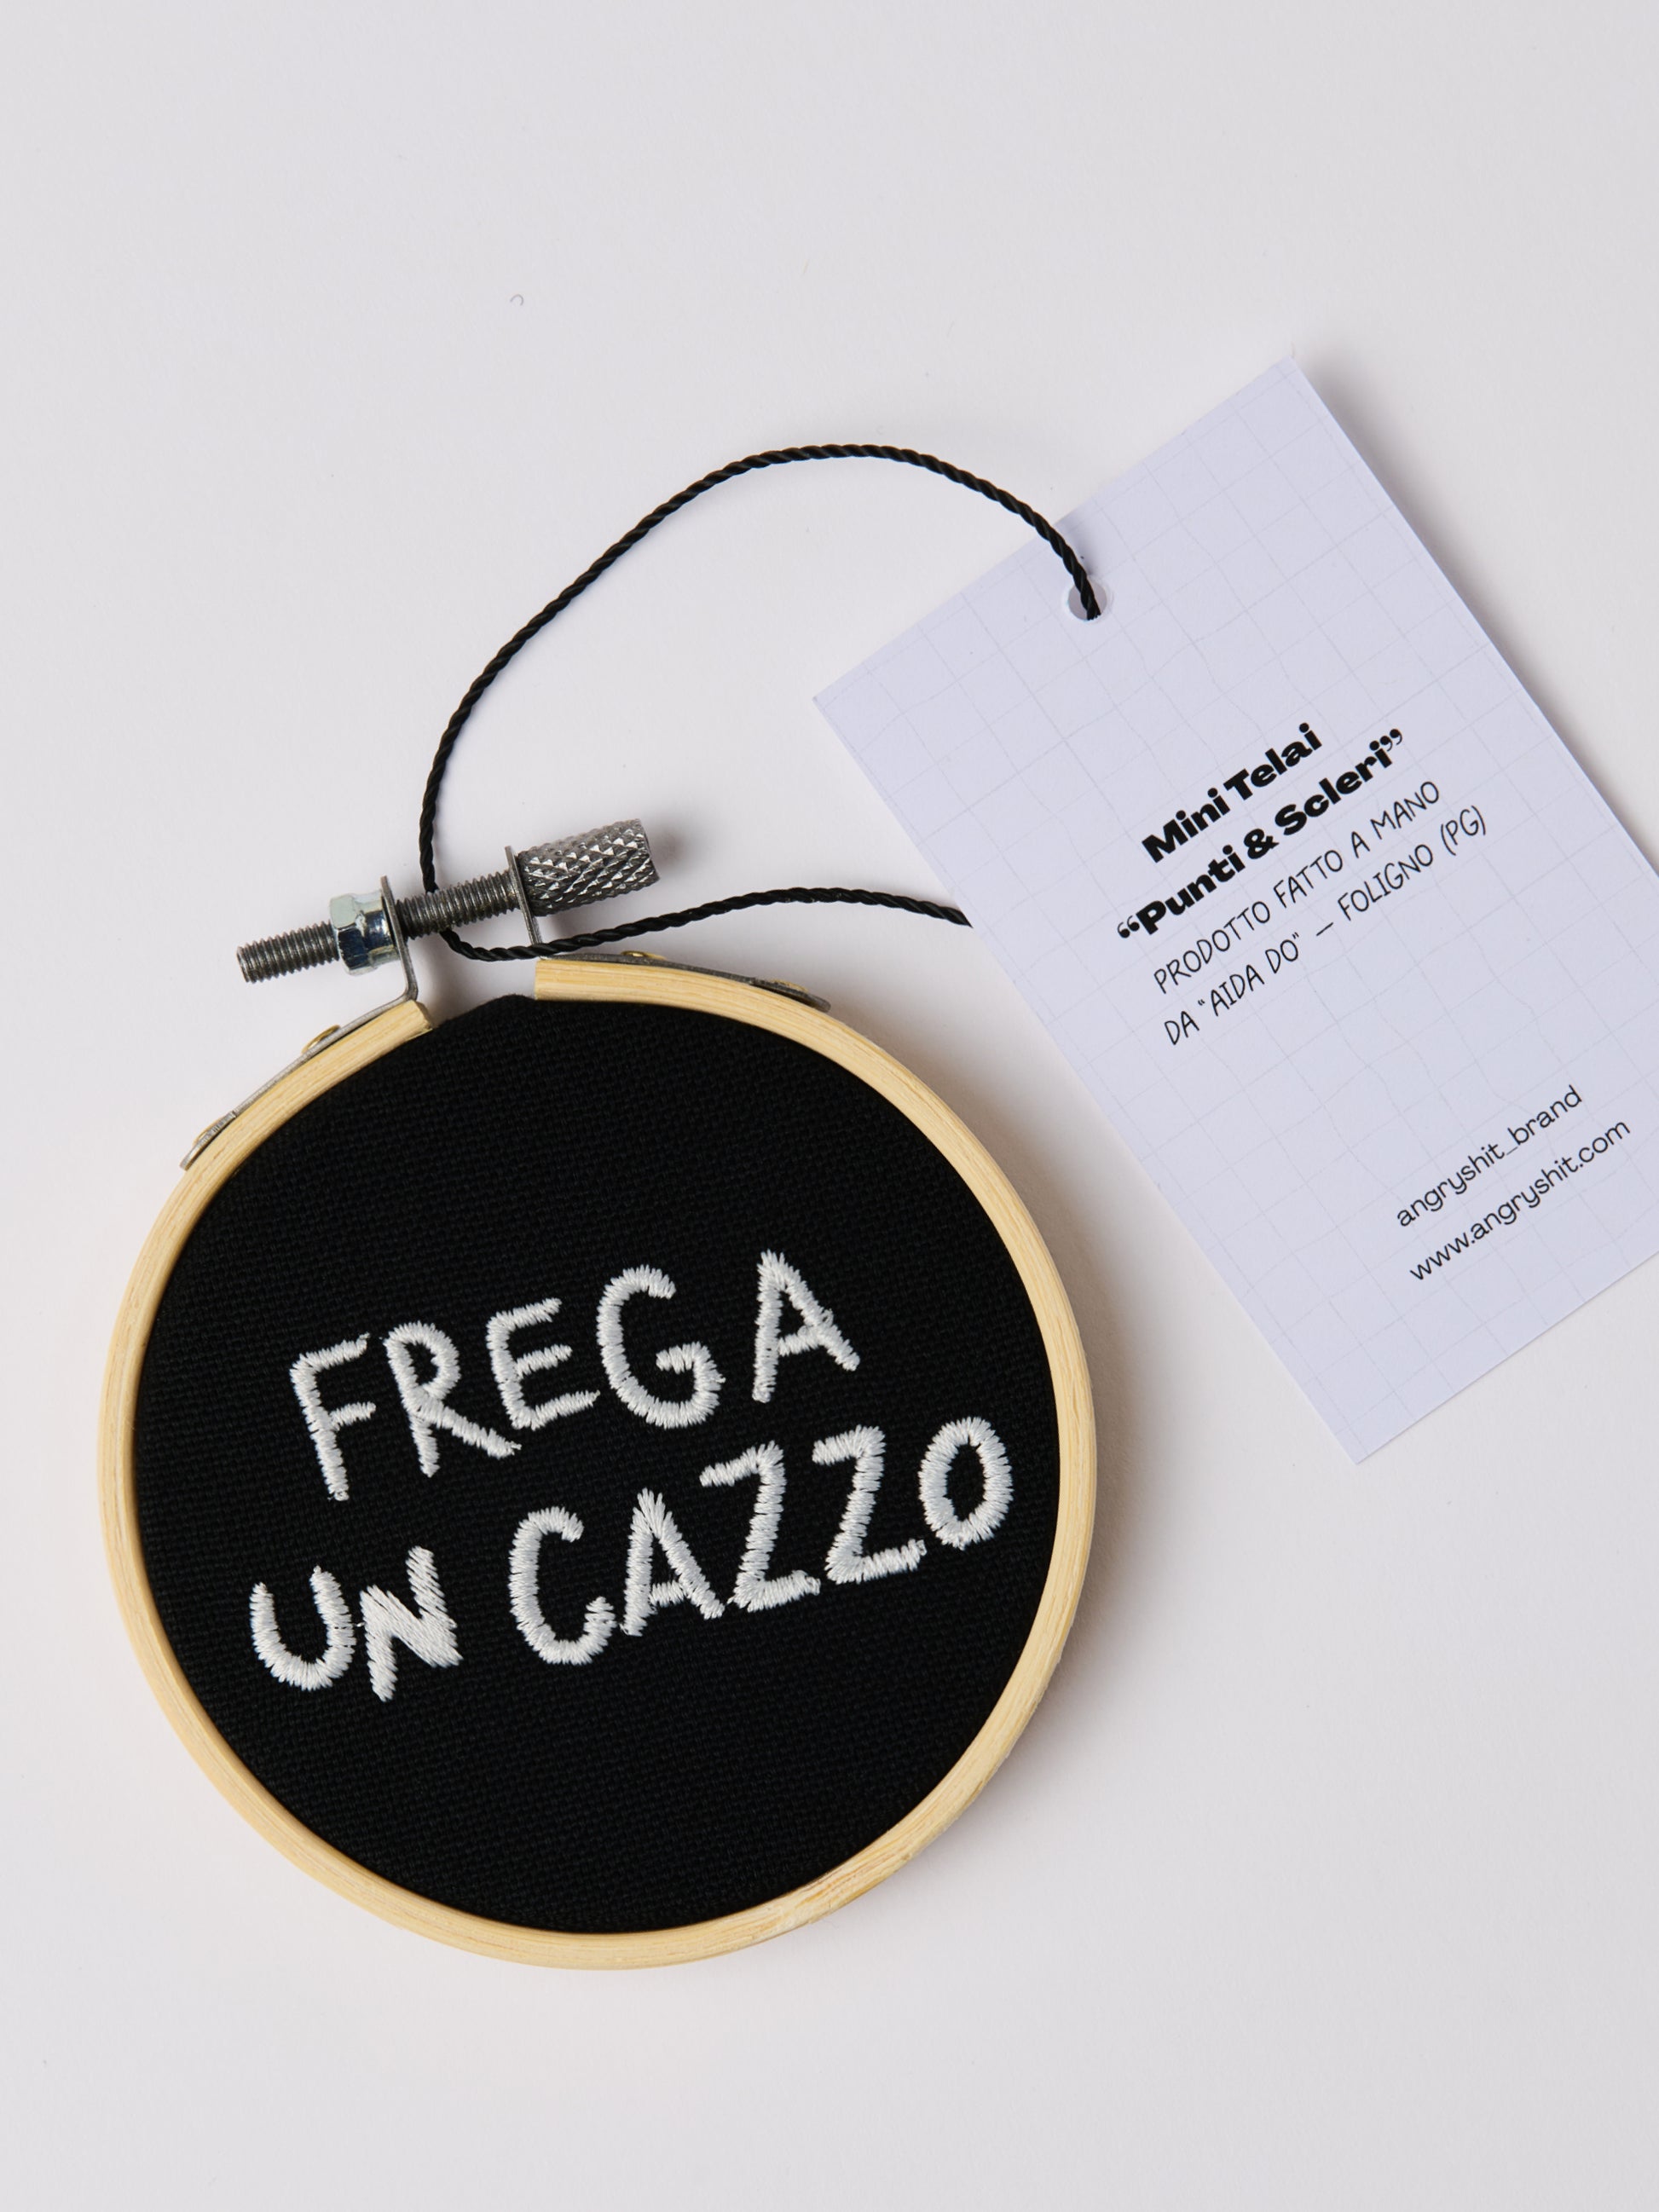 Mini Telai
“Punti & Scleri”
PRODOTTO FATTO A MANO
DA “AIDA DO” – FOLIGNO (PG)
angryshit_brand
www.angryshit.com
FREGA
UN CAZZO